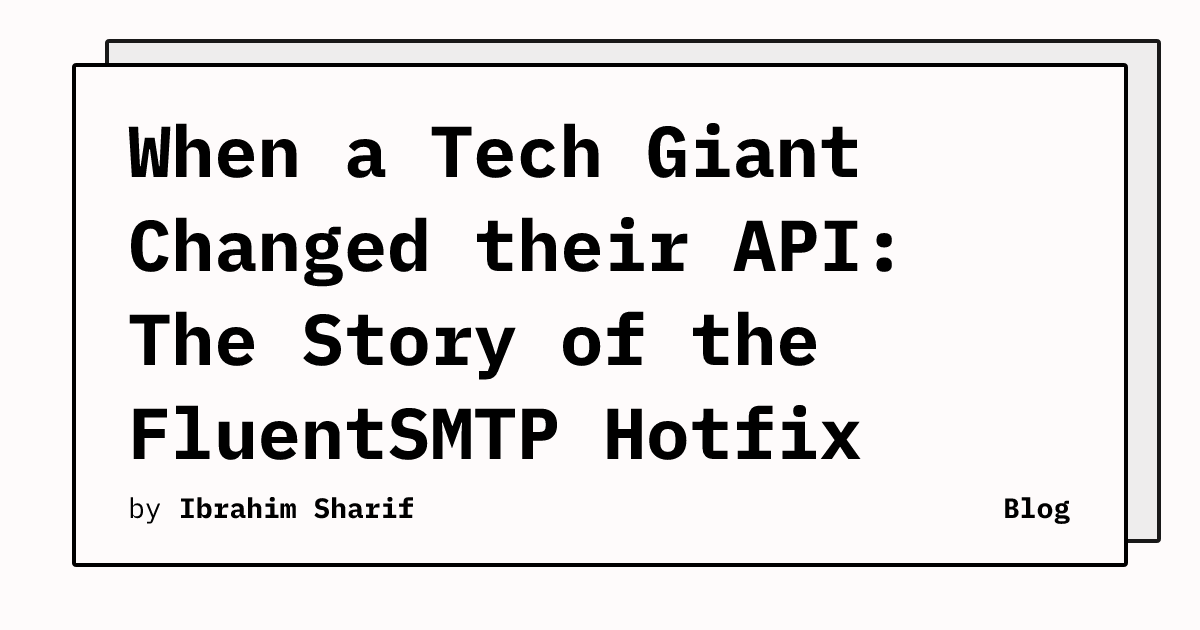 When a Tech Giant
Changed their API:
The Story of the
FluentSMTP Hotfix
by Ibrahim Sharif
Blog